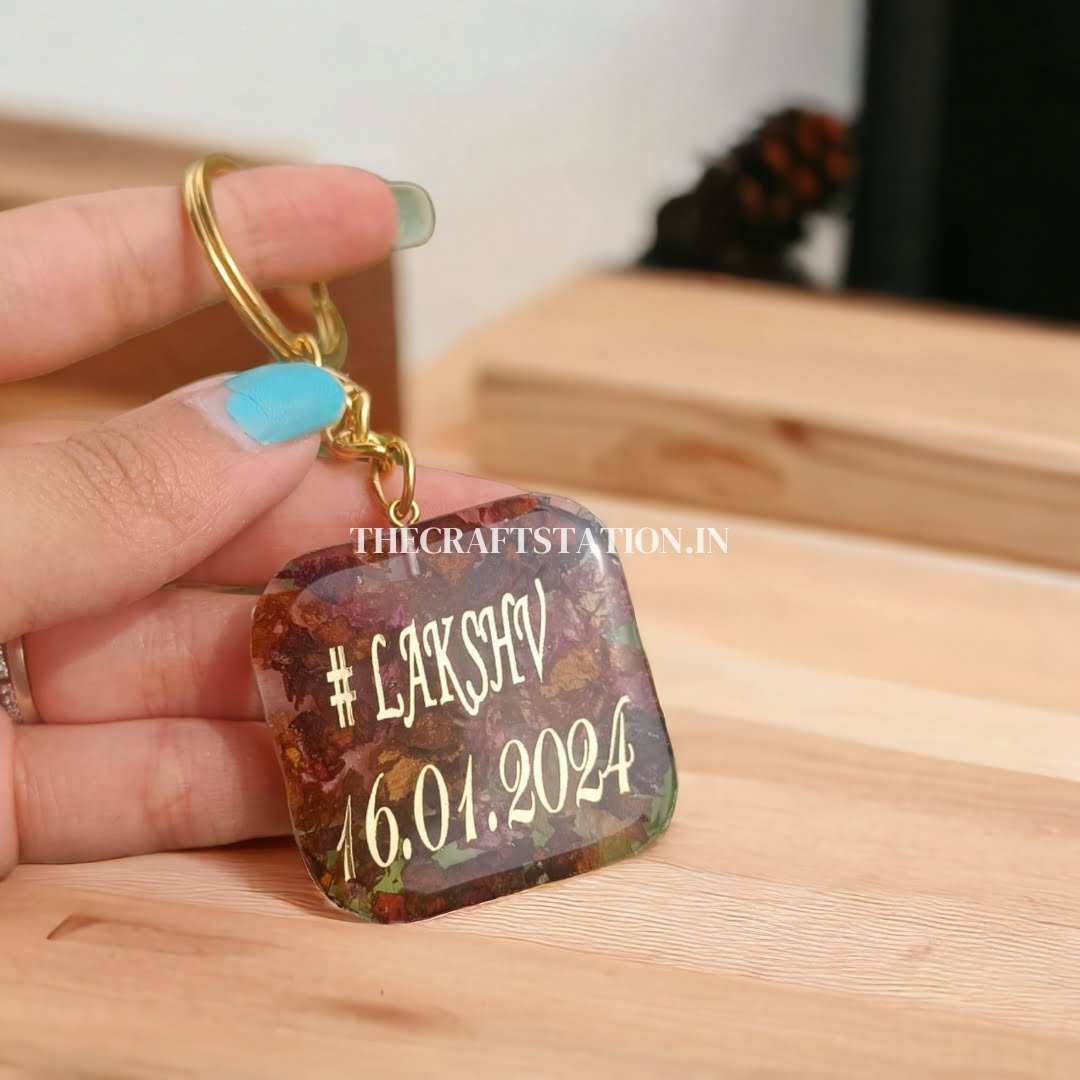 THECRAFTSTATION.IN
# LAKSHV
16.01.2024